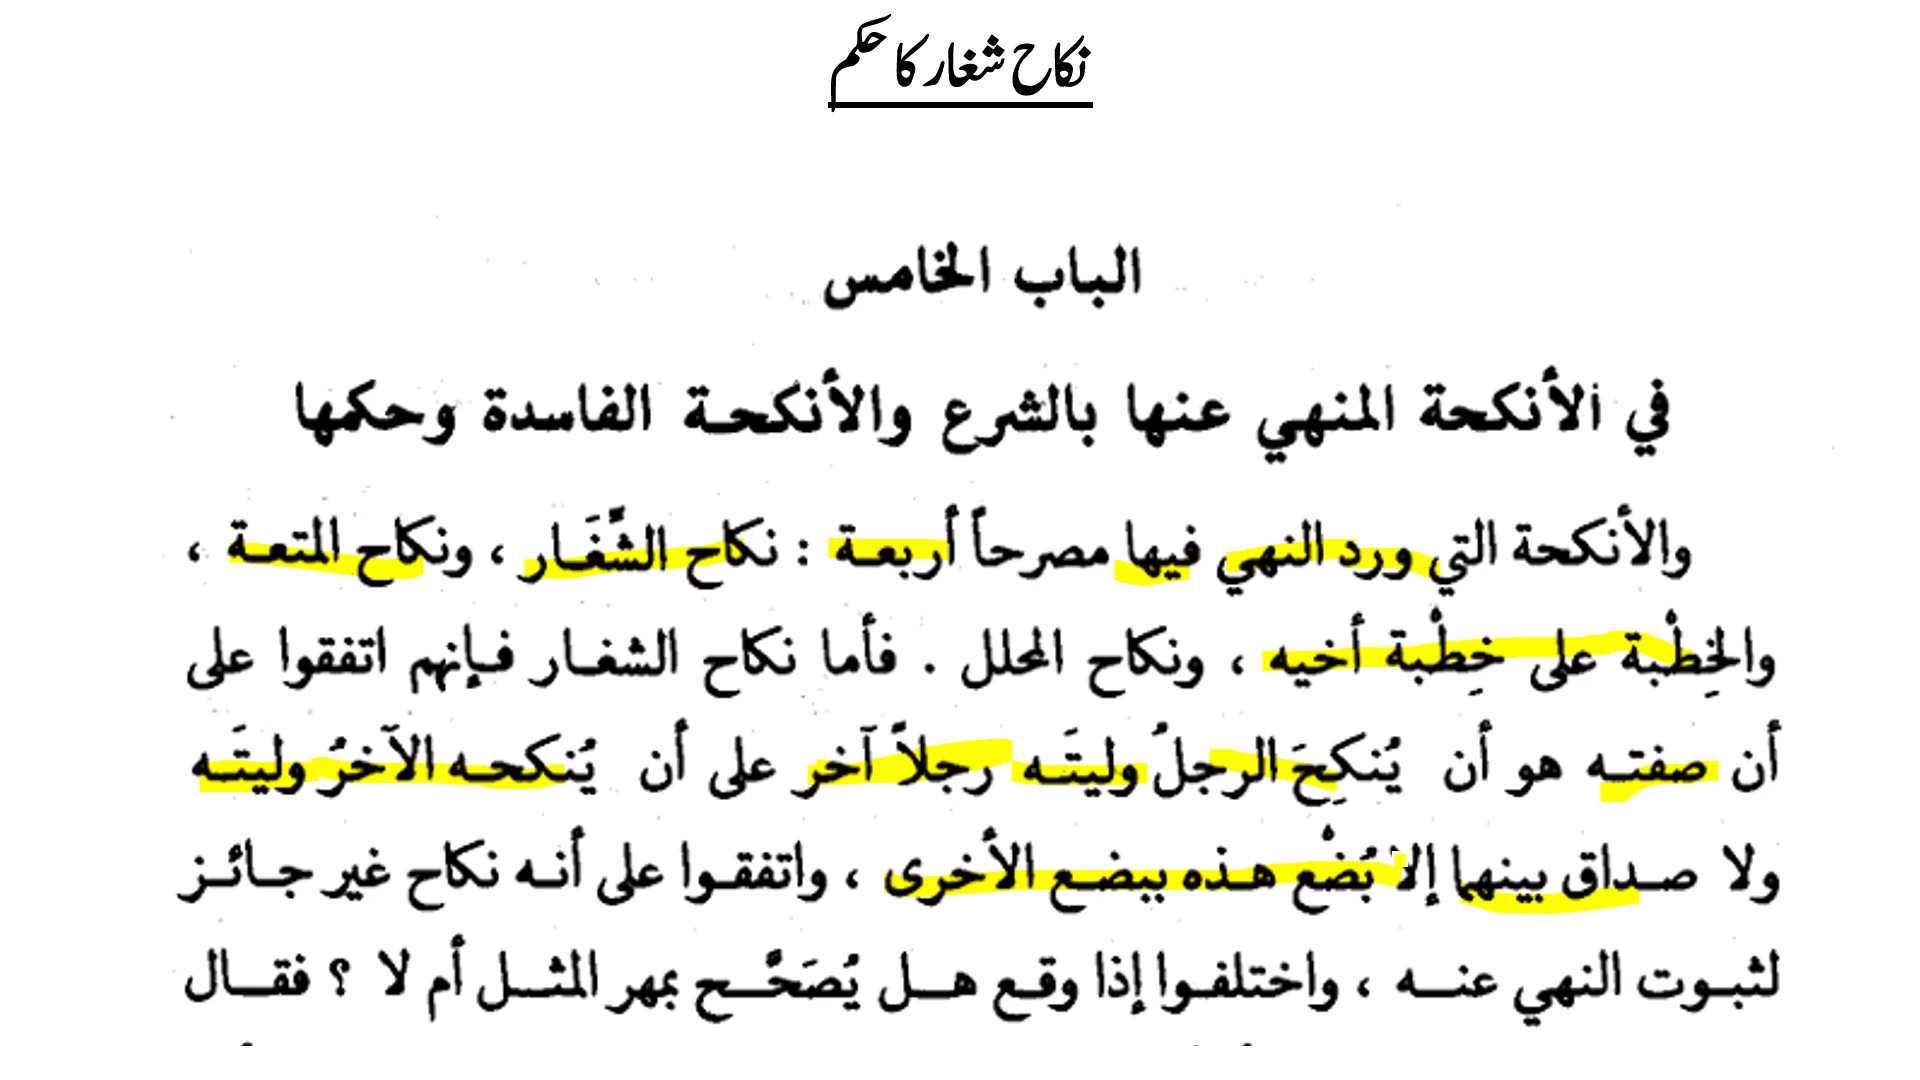 نکاح شغار کا حکم
الباب الخامس
في الأنكحة المنهي عنها بالشرع والأنكحة الفاسدة وحكمها
والأنكحة التي ورد النهي فيها مصرحاً أربعة : نكاح الشِّغَار ، ونكاح المتعة ،
والخِطْبة على خِطْبة أخيه ، ونكاح المحلل . فأما نكاح الشغار فإنهم اتفقوا على
أن صفته هو أن يُنكِحَ الرجلُ وليتَه رجلاً آخر على أن يُنكحه الآخرُ وليتَه
ولا صداق بينهما إلا بُضْع هذه ببضع الأخرى ، واتفقوا على أنه نكاح غير جائز
لثبوت النهي عنه ، واختلفوا إذا وقع هل يُصَحَّح بمهر المثل أم لا ؟ فقال